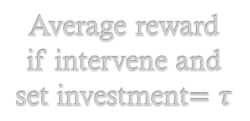 Average reward
if intervene and
set investment= τ